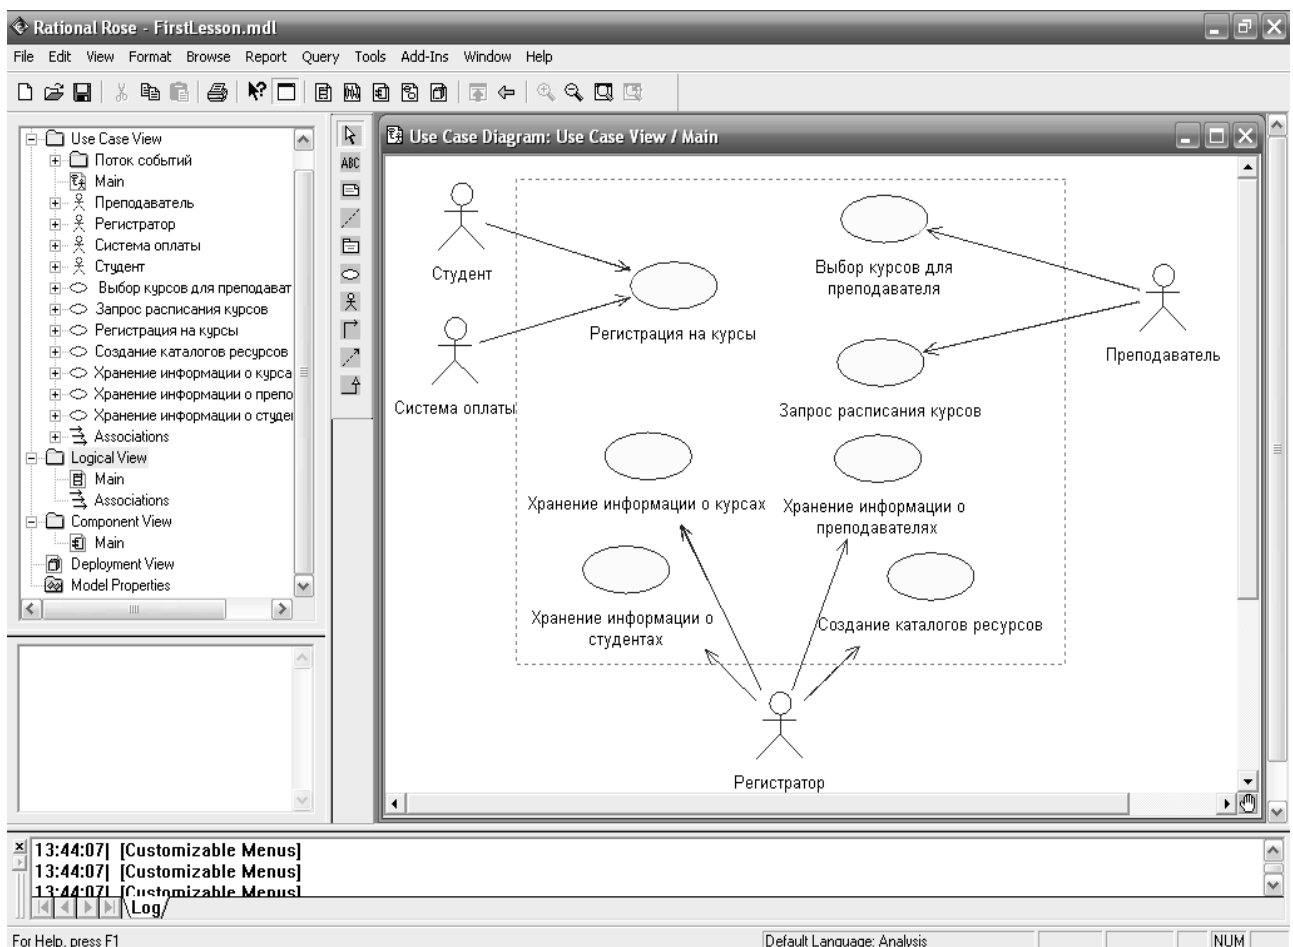 Rational Rose - FirstLesson.mdl
File Edit View Format Browse Report Query Tools Add-Ins Window Help
ABC
Use Case View
Поток событий
Main
Преподаватель
Регистратор
Система оплаты
Студент
Выбор курсов для преподават
Запрос расписания курсов
Регистрация на курсы
Создание каталогов ресурсов
Хранение информации о курса
Хранение информации о препо
Хранение информации о студе
Associations
Logical View
Main
Associations
Component View
Main
Deployment View
Model Properties
Use Case Diagram: Use Case View / Main
Студент
Выбор курсов для
преподавателя
Регистрация на курсы
Преподаватель
Система оплаты
Запрос расписания курсов
Хранение информации о курсах
Хранение информации о
преподавателях
Хранение информации о
студентах
Создание каталогов ресурсов
Регистратор
13:44:07| [Customizable Menus]
13:44:07| [Customizable Menus]
13:44:07| [Customizable Menus]
Log
For Help, press F1
Default Language: Analysis
NUM